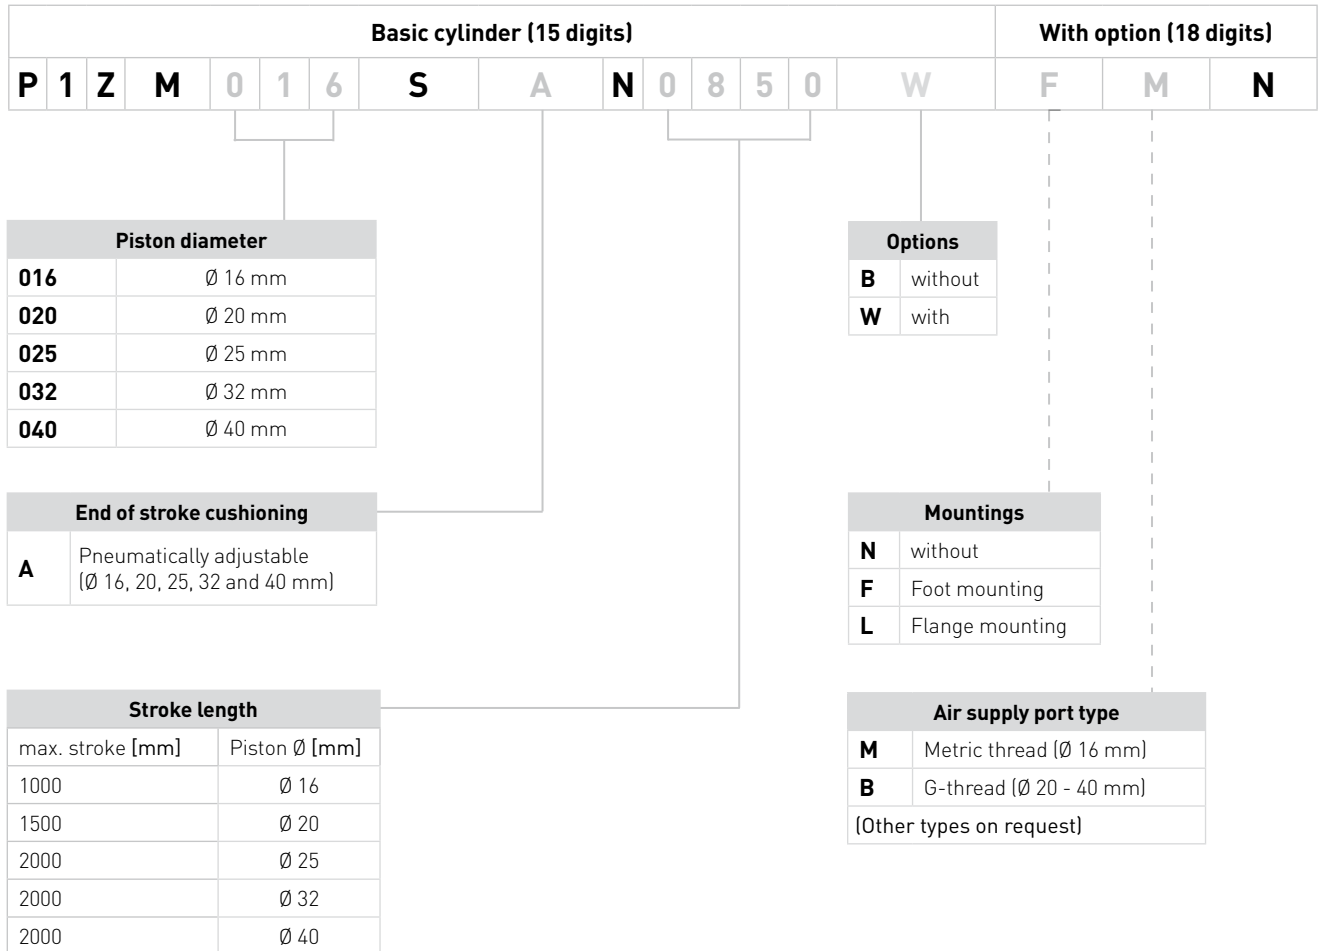 Basic cylinder (15 digits) With option (18 digits)
P 1 Z M 0 1 6 S A N 0 8 5 0 W F M N
Piston diameter
016 Ø 16 mm
020 Ø 20 mm
025 Ø 25 mm
032 Ø 32 mm
040 Ø 40 mm
Options
B without
W with
End of stroke cushioning
A Pneumatically adjustable
(Ø 16, 20, 25, 32 and 40 mm)
Mountings
N without
F Foot mounting
L Flange mounting
Stroke length
max. stroke [mm] Piston Ø [mm]
1000 Ø 16
1500 Ø 20
2000 Ø 25
2000 Ø 32
2000 Ø 40
Air supply port type
M Metric thread (Ø 16 mm)
B G-thread (Ø 20 - 40 mm)
(Other types on request)